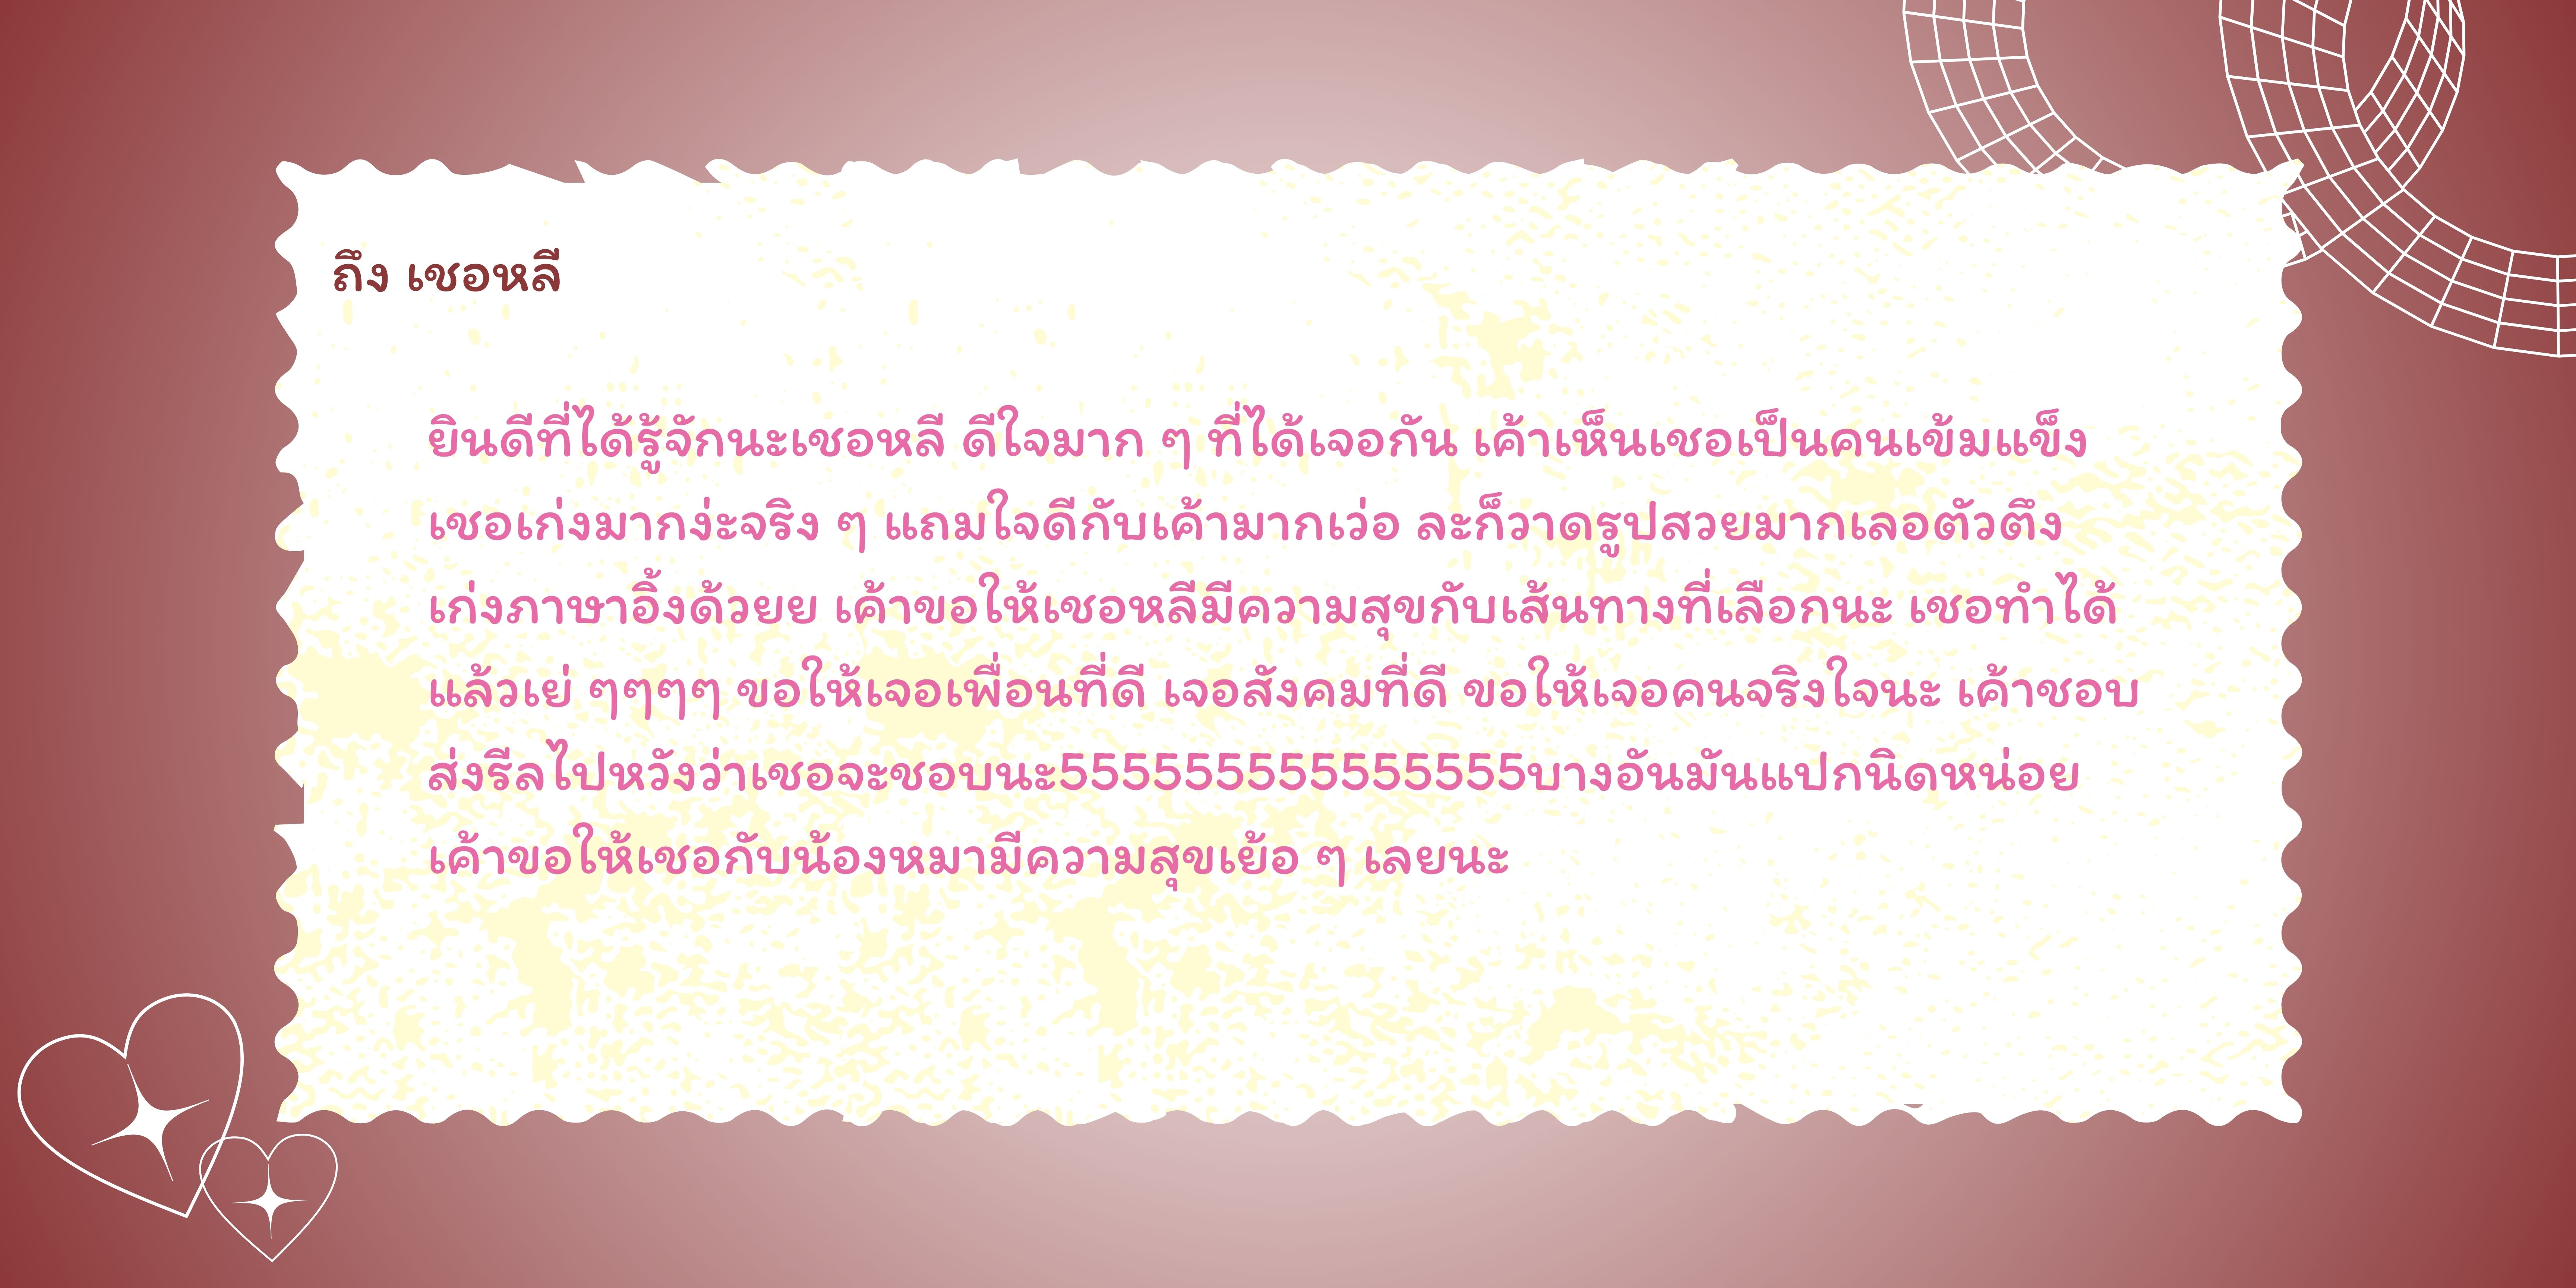 ถึง เชอหลี
ยินดีที่ได้รู้จักนะเชอหลี ดีใจมาก ๆ ที่ได้เจอกัน เค้าเห็นเชอเป็นคนเข้มแข็ง
เชอเก่งมากง่ะจริง ๆ แถมใจดีกับเค้ามากเว่อ ละก็วาดรูปสวยมากเลอตัวตึง
เก่งภาษาอิ้งด้วยย เค้าขอให้เชอหลีมีความสุขกับเส้นทางที่เลือกนะ เชอทำได้
แล้วเย่ ๆๆๆๆ ขอให้เจอเพื่อนที่ดี เจอสังคมที่ดี ขอให้เจอคนจริงใจนะ เค้าชอบ
ส่งรีลไปหวังว่าเชอจะชอบนะ555555555555555บางอันมันแปกนิดหน่อย
เค้าขอให้เชอกับน้องหมามีความสุขเย้อ ๆ เลยนะ